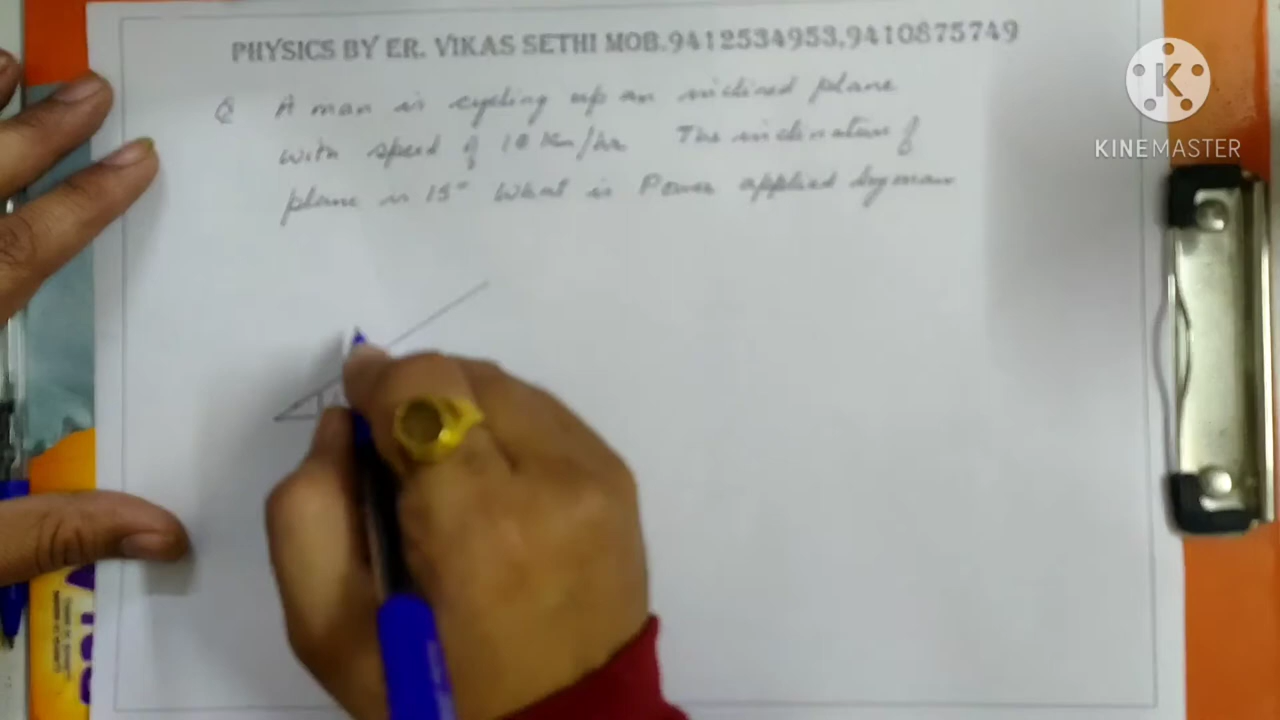 PHYSICS BY ER. VIKAS SETHI MOB.9412534953,9410875749
Q A man is cycling up an inclined plane
with speed of 10 Km/hr The inclination of
plane is 15° What is Power applied by man
KINEMASTER